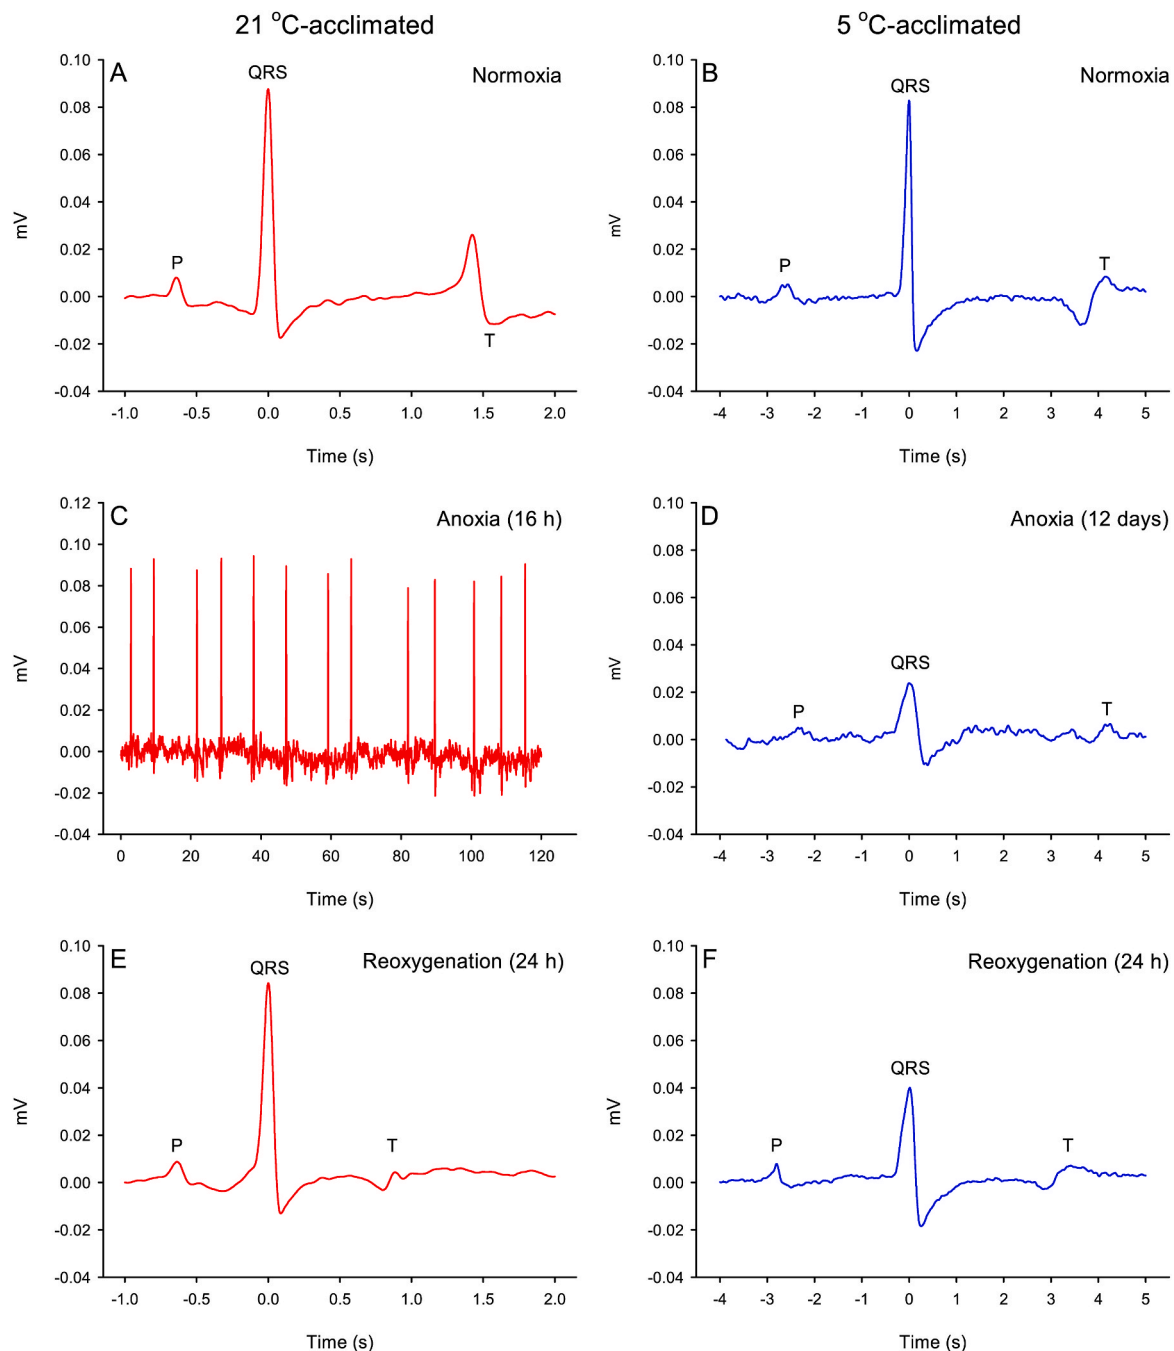 21 °C-acclimated
5 °C-acclimated
A
Normoxia
QRS
P
T
0.10
0.08
0.06
0.04
0.02
0.00
-0.02
-0.04
mV
-1.0 -0.5 0.0 0.5 1.0 1.5 2.0
Time (s)
B
Normoxia
QRS
P
T
0.10
0.08
0.06
0.04
0.02
0.00
-0.02
-0.04
mV
-4 -3 -2 -1 0 1 2 3 4 5
Time (s)
C
Anoxia (16 h)
0.12
0.10
0.08
0.06
0.04
0.02
0.00
-0.02
-0.04
mV
0 20 40 60 80 100 120
Time (s)
D
Anoxia (12 days)
QRS
P
T
0.10
0.08
0.06
0.04
0.02
0.00
-0.02
-0.04
mV
-4 -3 -2 -1 0 1 2 3 4 5
Time (s)
E
Reoxygenation (24 h)
QRS
P
T
0.10
0.08
0.06
0.04
0.02
0.00
-0.02
-0.04
mV
-1.0 -0.5 0.0 0.5 1.0 1.5 2.0
Time (s)
F
Reoxygenation (24 h)
QRS
P
T
0.10
0.08
0.06
0.04
0.02
0.00
-0.02
-0.04
mV
-4 -3 -2 -1 0 1 2 3 4 5
Time (s)